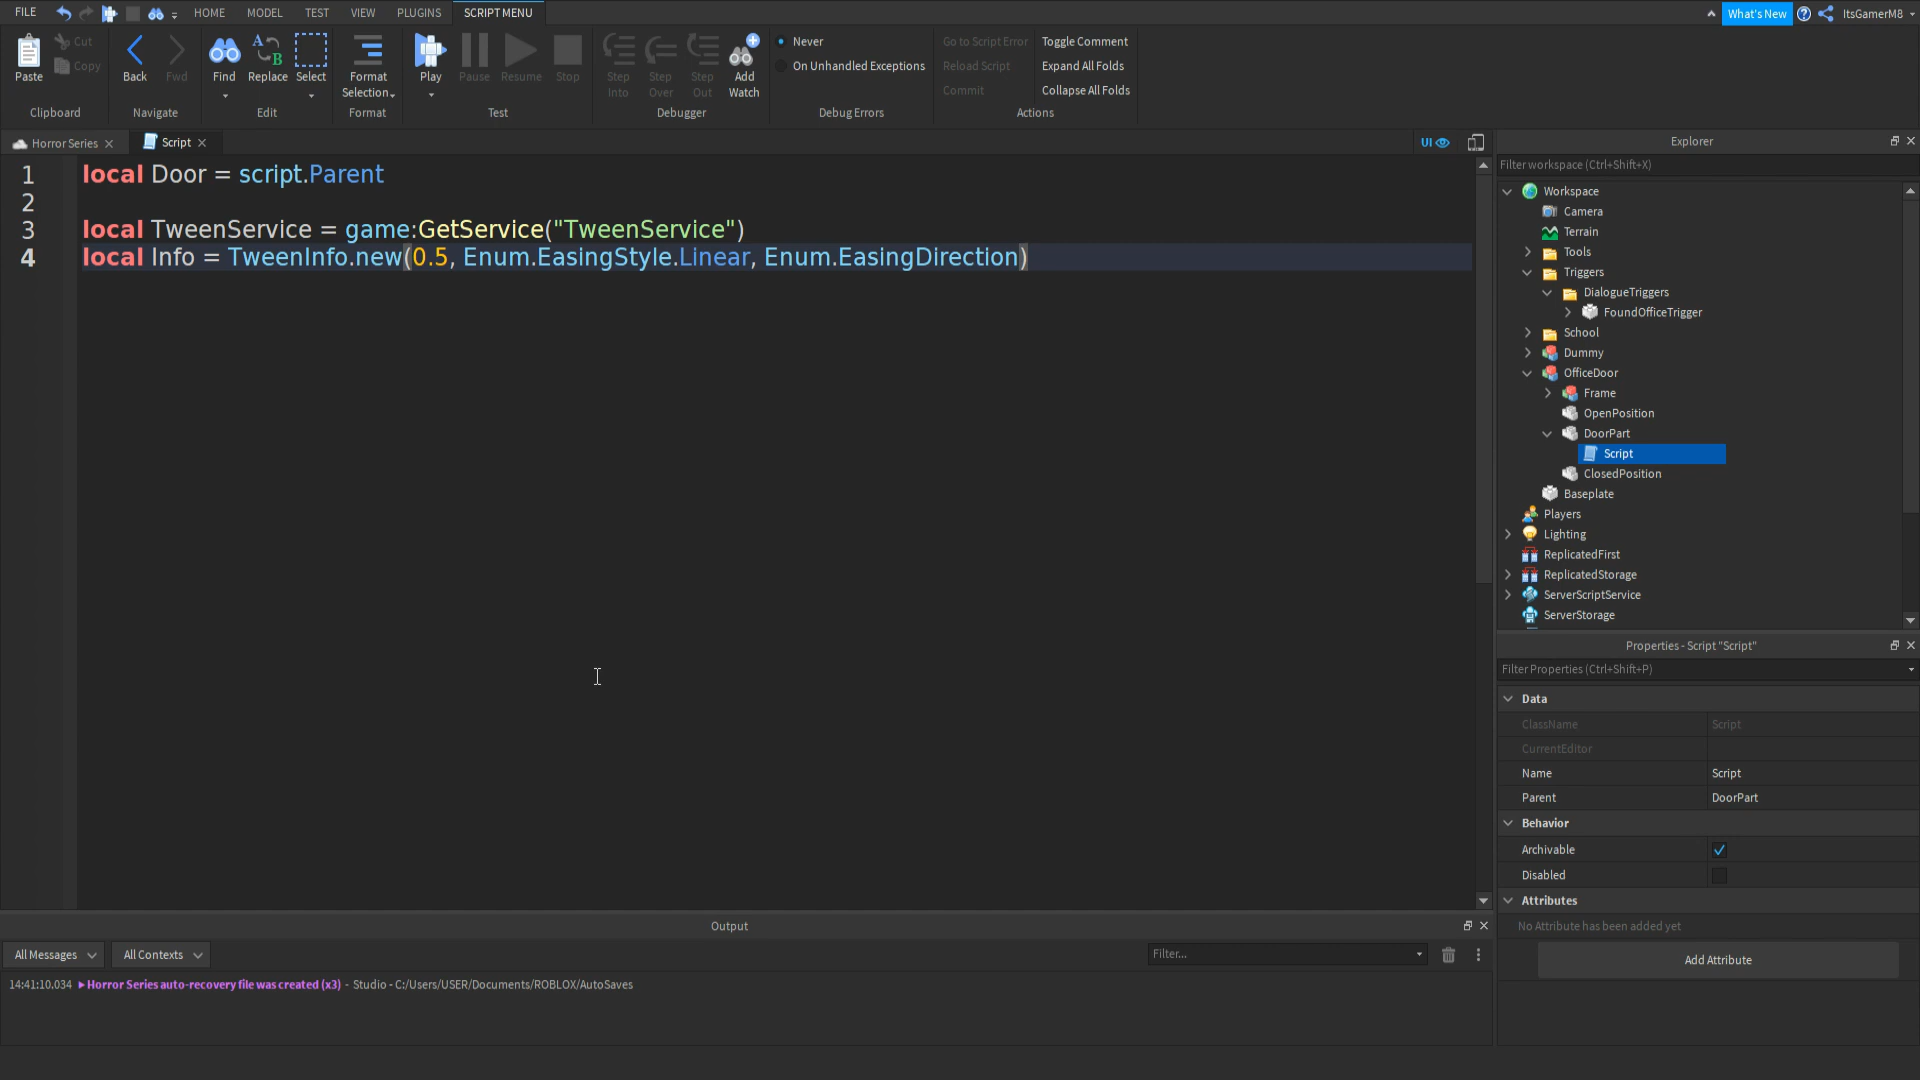 FILE HOME MODEL TEST VIEW PLUGINS SCRIPT MENU What's New ItsGamerM8
Paste Cut Copy Clipboard
Back Fwd Navigate
Find Replace Select Edit
Format Selection Format
Play Pause Resume Stop Test
Step Into Step Over Step Out Add Watch Debugger
Never
On Unhandled Exceptions
Debug Errors
Go to Script Error Toggle Comment
Reload Script Expand All Folds
Commit Collapse All Folds
Actions
Horror Series Script UI
1 local Door = script.Parent
2
3 local TweenService = game:GetService("TweenService")
4 local Info = TweenInfo.new(0.5, Enum.EasingStyle.Linear, Enum.EasingDirection)
Explorer
Filter workspace (Ctrl+Shift+X)
Workspace
Camera
Terrain
Tools
Triggers
DialogueTriggers
FoundOfficeTrigger
School
Dummy
OfficeDoor
Frame
OpenPosition
DoorPart
Script
ClosedPosition
Baseplate
Players
Lighting
ReplicatedFirst
ReplicatedStorage
ServerScriptService
ServerStorage
Properties - Script "Script"
Filter Properties (Ctrl+Shift+P)
Data
ClassName Script
CurrentEditor
Name Script
Parent DoorPart
Behavior
Archivable
Disabled
Attributes
No Attribute has been added yet
Add Attribute
Output
All Messages All Contexts Filter...
14:41:10.034 Horror Series auto-recovery file was created (x3) - Studio - C:/Users/USER/Documents/ROBLOX/AutoSaves